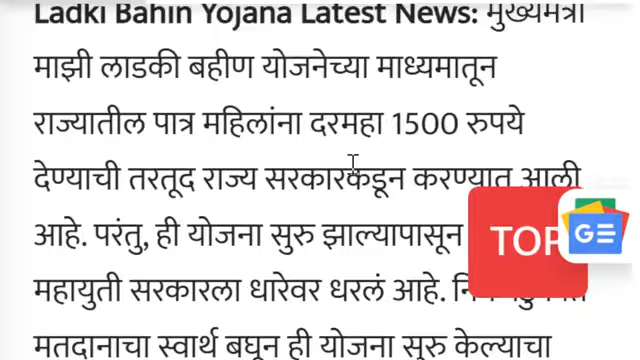 Ladki Bahin Yojana Latest News: मुख्यमंत्री
माझी लाडकी बहीण योजनेच्या माध्यमातून
राज्यातील पात्र महिलांना दरमहा 1500 रुपये
देण्याची तरतूद राज्य सरकारकडून करण्यात आली
आहे. परंतु, ही योजना सुरु झाल्यापासून
TOP
GE
महायुती सरकारला धारेवर धरलं आहे.
मतदानाचा स्वार्थ बघून ही योजना सुरु केल्याचा